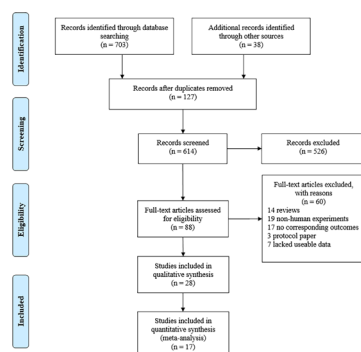 Identification
Records identified through database
searching
(n = 703)
Additional records identified
through other sources
(n = 38)
Records after duplicates removed
(n = 127)
Screening
Records screened
(n = 614)
Records excluded
(n = 526)
Eligibility
Full-text articles assessed
for eligibility
(n = 88)
Full-text articles excluded,
with reasons
(n = 60)
14 reviews
19 non-human experiments
17 no corresponding outcomes
3 protocol paper
7 lacked useable data
Included
Studies included in
qualitative synthesis
(n = 28)
Studies included in
quantitative synthesis
(meta-analysis)
(n = 17)